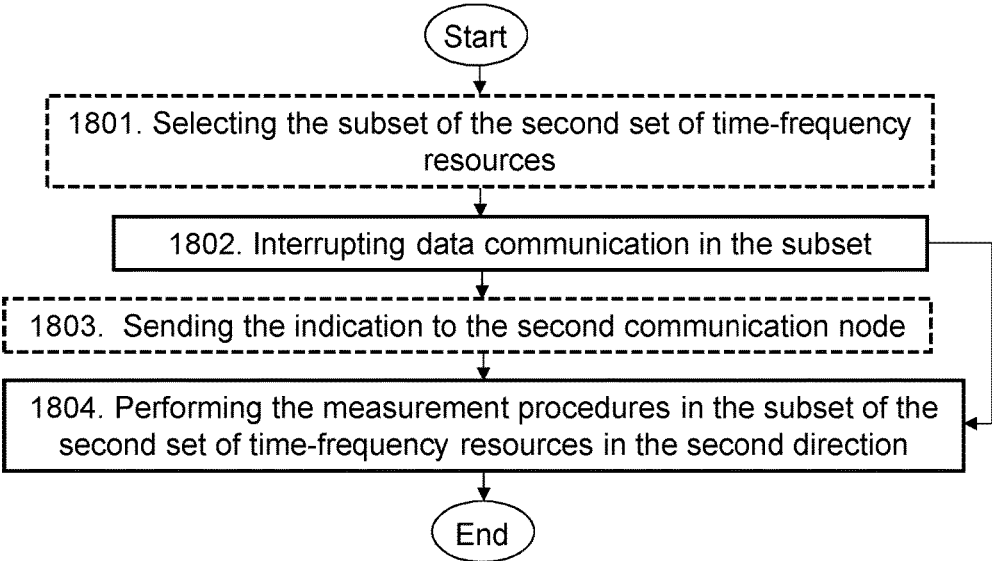 Start
1801. Selecting the subset of the second set of time-frequency
resources
1802. Interrupting data communication in the subset
1803.  Sending the indication to the second communication node
1804. Performing the measurement procedures in the subset of the
second set of time-frequency resources in the second direction
End